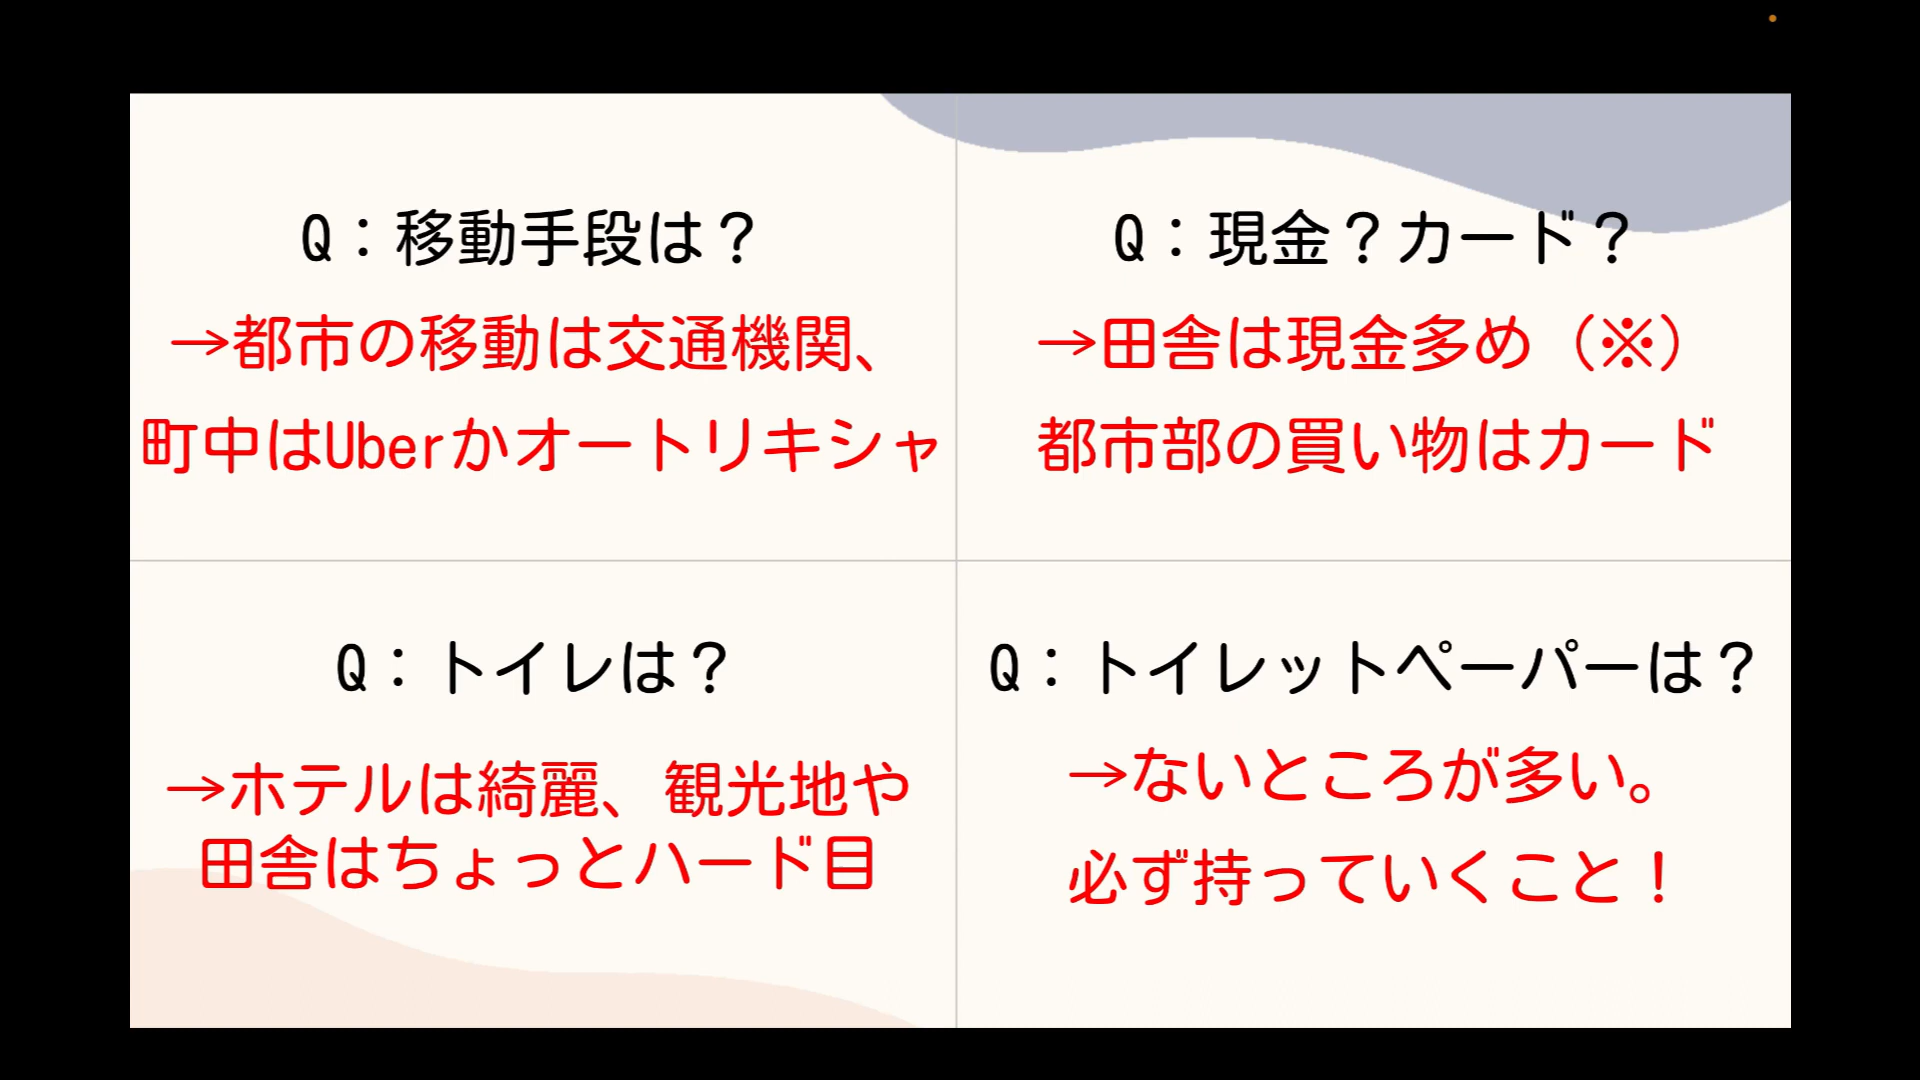 Q：移動手段は？
→都市の移動は交通機関、
町中はUberかオートリキシャ
Q：現金？カード？
→田舎は現金多め（※）
都市部の買い物はカード
Q：トイレは？
→ホテルは綺麗、観光地や
田舎はちょっとハード目
Q：トイレットペーパーは？
→ないところが多い。
必ず持っていくこと！